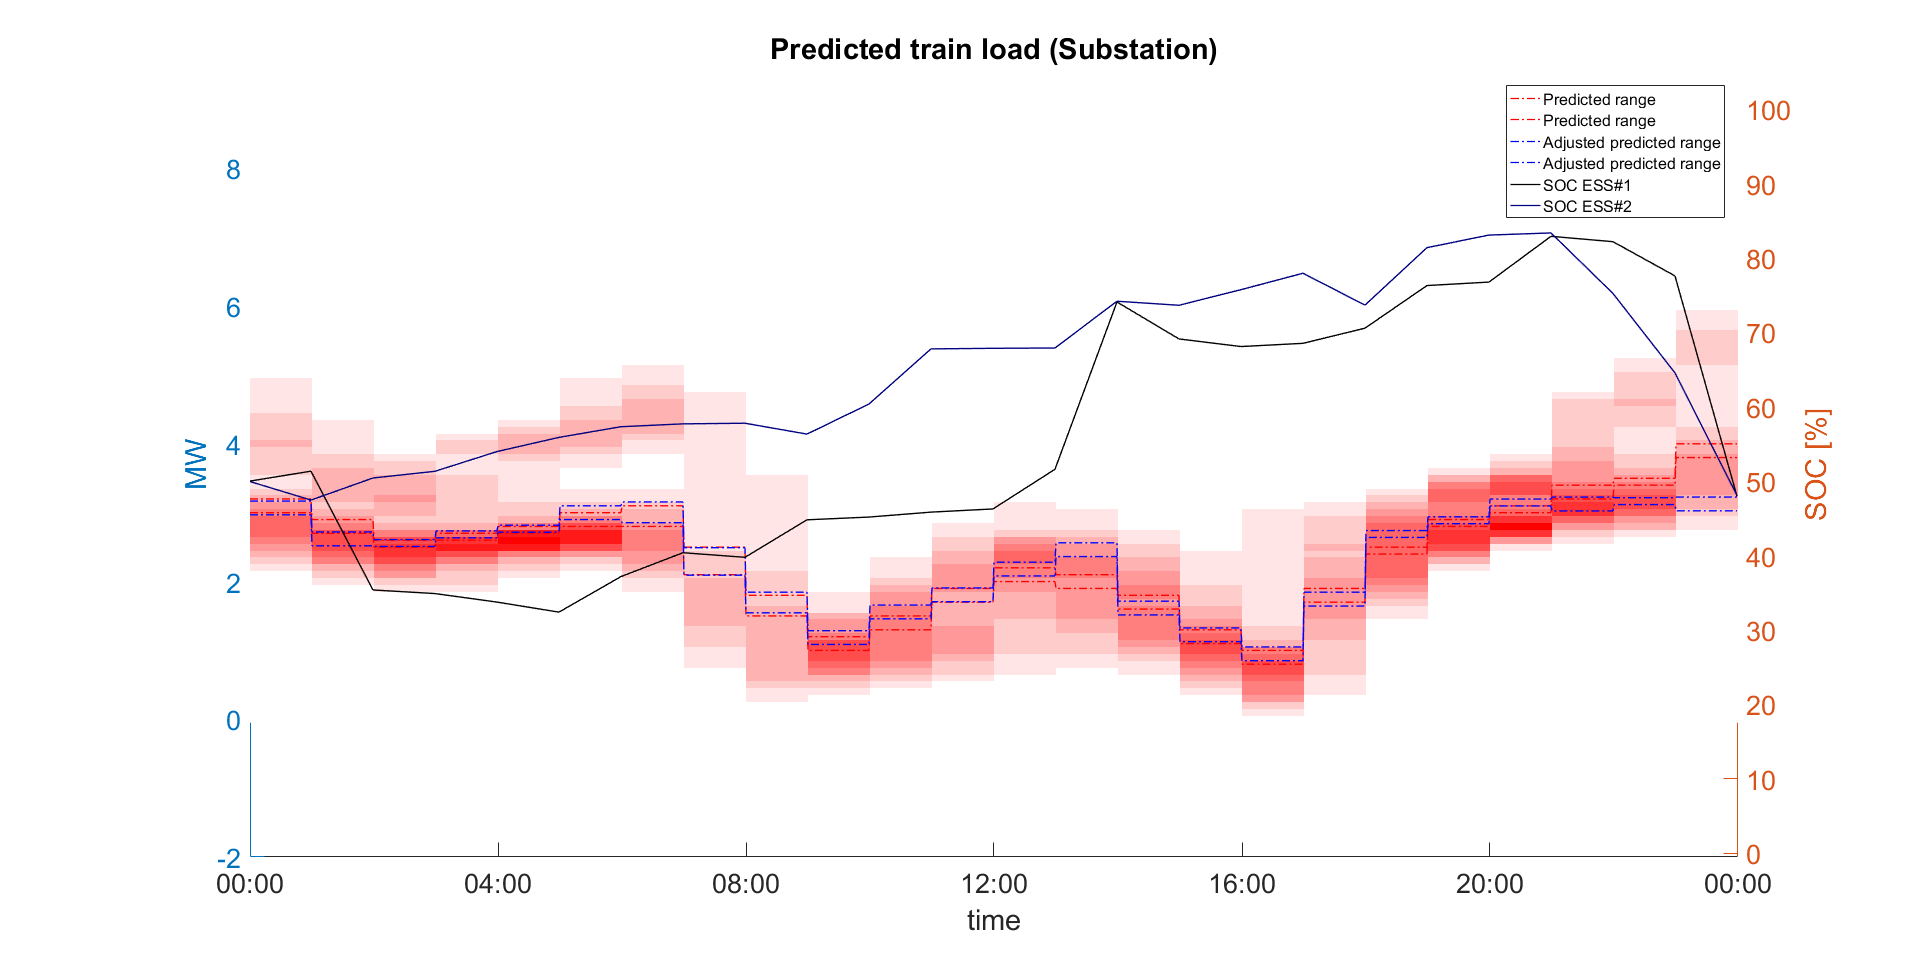 Predicted train load (Substation)
Predicted range
Predicted range
Adjusted predicted range
Adjusted predicted range
SOC ESS#1
SOC ESS#2
8
6
4
2
0
-2
MW
100
90
80
70
60
50
40
30
20
10
0
SOC [%]
00:00 04:00 08:00 12:00 16:00 20:00 00:00
time